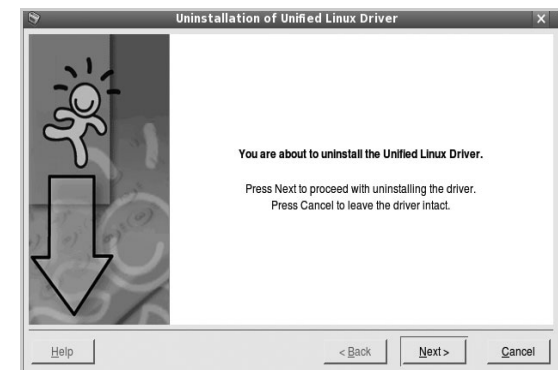 Uninstallation of Unified Linux Driver
You are about to uninstall the Unified Linux Driver.
Press Next to proceed with uninstalling the driver.
Press Cancel to leave the driver intact.
Help
< Back
Next >
Cancel